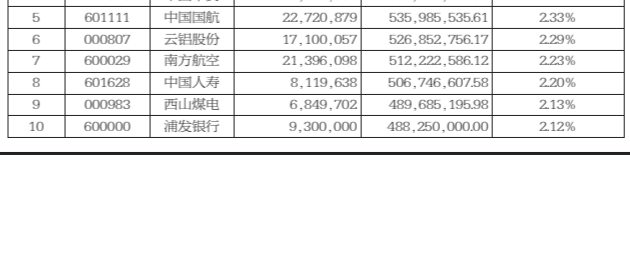 5 601111 中国国航 22,720,879 535,985,535.61 2.33%
6 000807 云铝股份 17,100,057 526,852,756.17 2.29%
7 600029 南方航空 21,396,098 512,222,586.12 2.23%
8 601628 中国人寿 8,119,638 506,746,607.58 2.20%
9 000983 西山煤电 6,849,702 489,685,195.98 2.13%
10 600000 浦发银行 9,300,000 488,250,000.00 2.12%